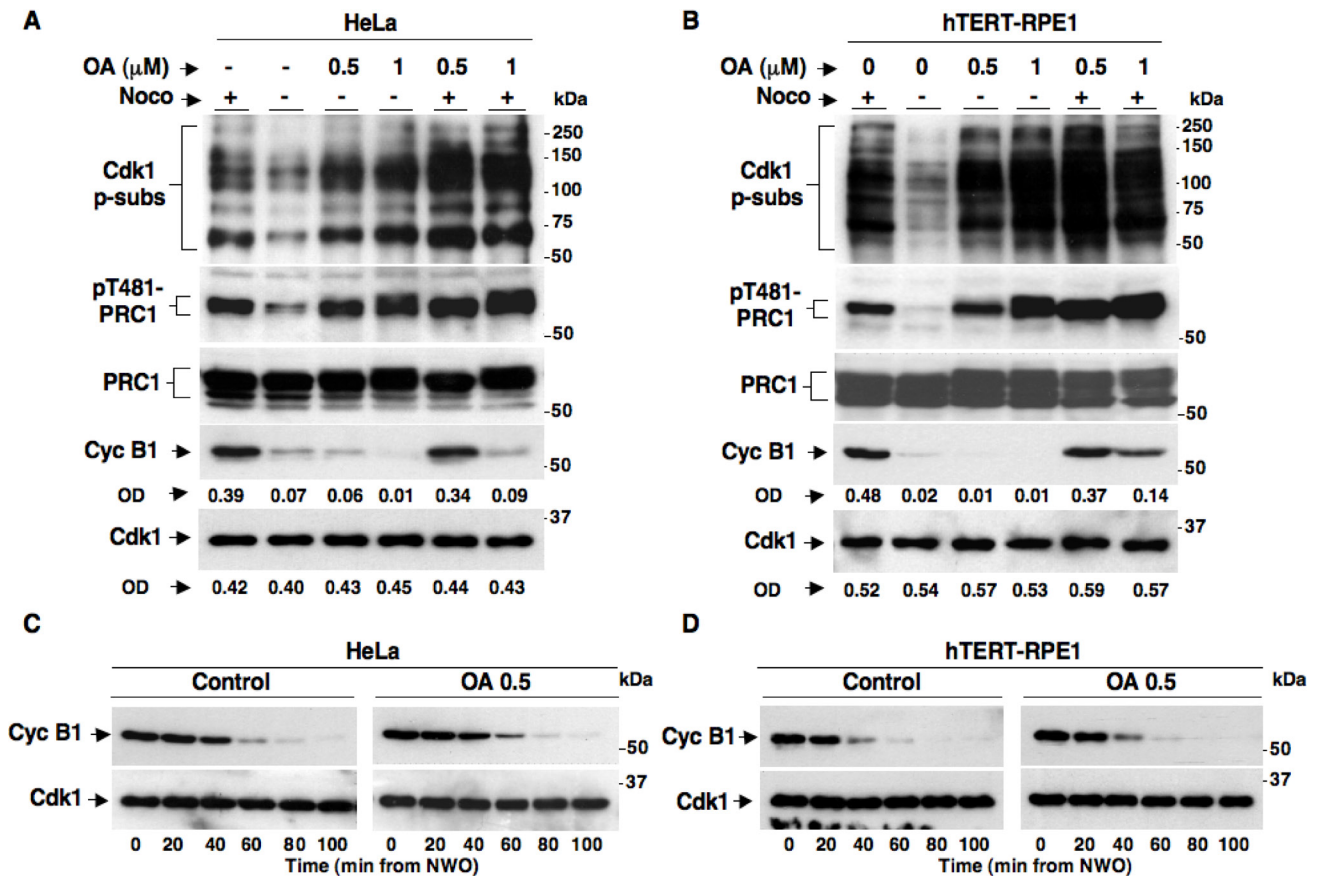 A
HeLa
OA (µM) - - 0.5 1 0.5 1
Noco + - - - + +
kDa
Cdk1 p-subs
-250
-150
-100
-75
-50
pT481-PRC1
-50
PRC1
-50
Cyc B1
-50
OD 0.39 0.07 0.06 0.01 0.34 0.09
-37
Cdk1
OD 0.42 0.40 0.43 0.45 0.44 0.43
B
hTERT-RPE1
OA (µM) 0 0 0.5 1 0.5 1
Noco + - - - + +
kDa
Cdk1 p-subs
-250
-150
-100
-75
-50
pT481-PRC1
-50
PRC1
-50
Cyc B1
-50
OD 0.48 0.02 0.01 0.01 0.37 0.14
-37
Cdk1
OD 0.52 0.54 0.57 0.53 0.59 0.57
C
HeLa
Control OA 0.5 kDa
Cyc B1
-50
-37
Cdk1
0 20 40 60 80 100 0 20 40 60 80 100
Time (min from NWO)
D
hTERT-RPE1
Control OA 0.5 kDa
Cyc B1
-50
-37
Cdk1
0 20 40 60 80 100 0 20 40 60 80 100
Time (min from NWO)